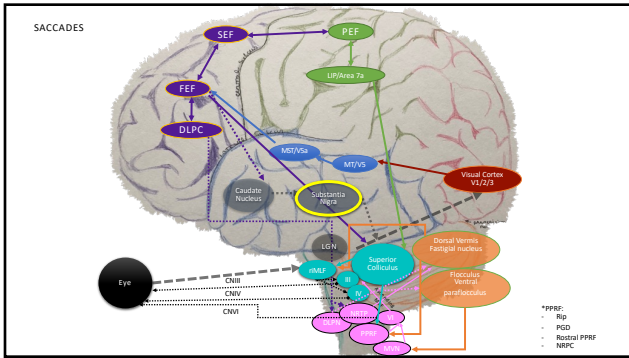 SACCADES
SEF
PEF
LIP/Area 7a
FEF
DLPC
MST/V5a
MT/V5
Visual Cortex
V1/2/3
Caudate
Nucleus
Substantia
Nigra
LGN
Superior
Colliculus
Dorsal Vermis
Fastigial nucleus
riMLF
III
Eye
CNIII
CNIV
CNVI
IV
Flocculus
Ventral
paraflocculus
DLPN
NRTP
VI
PPRF
MVN
*PPRF:
- Rip
- PGD
- Rostral PPRF
- NRPC